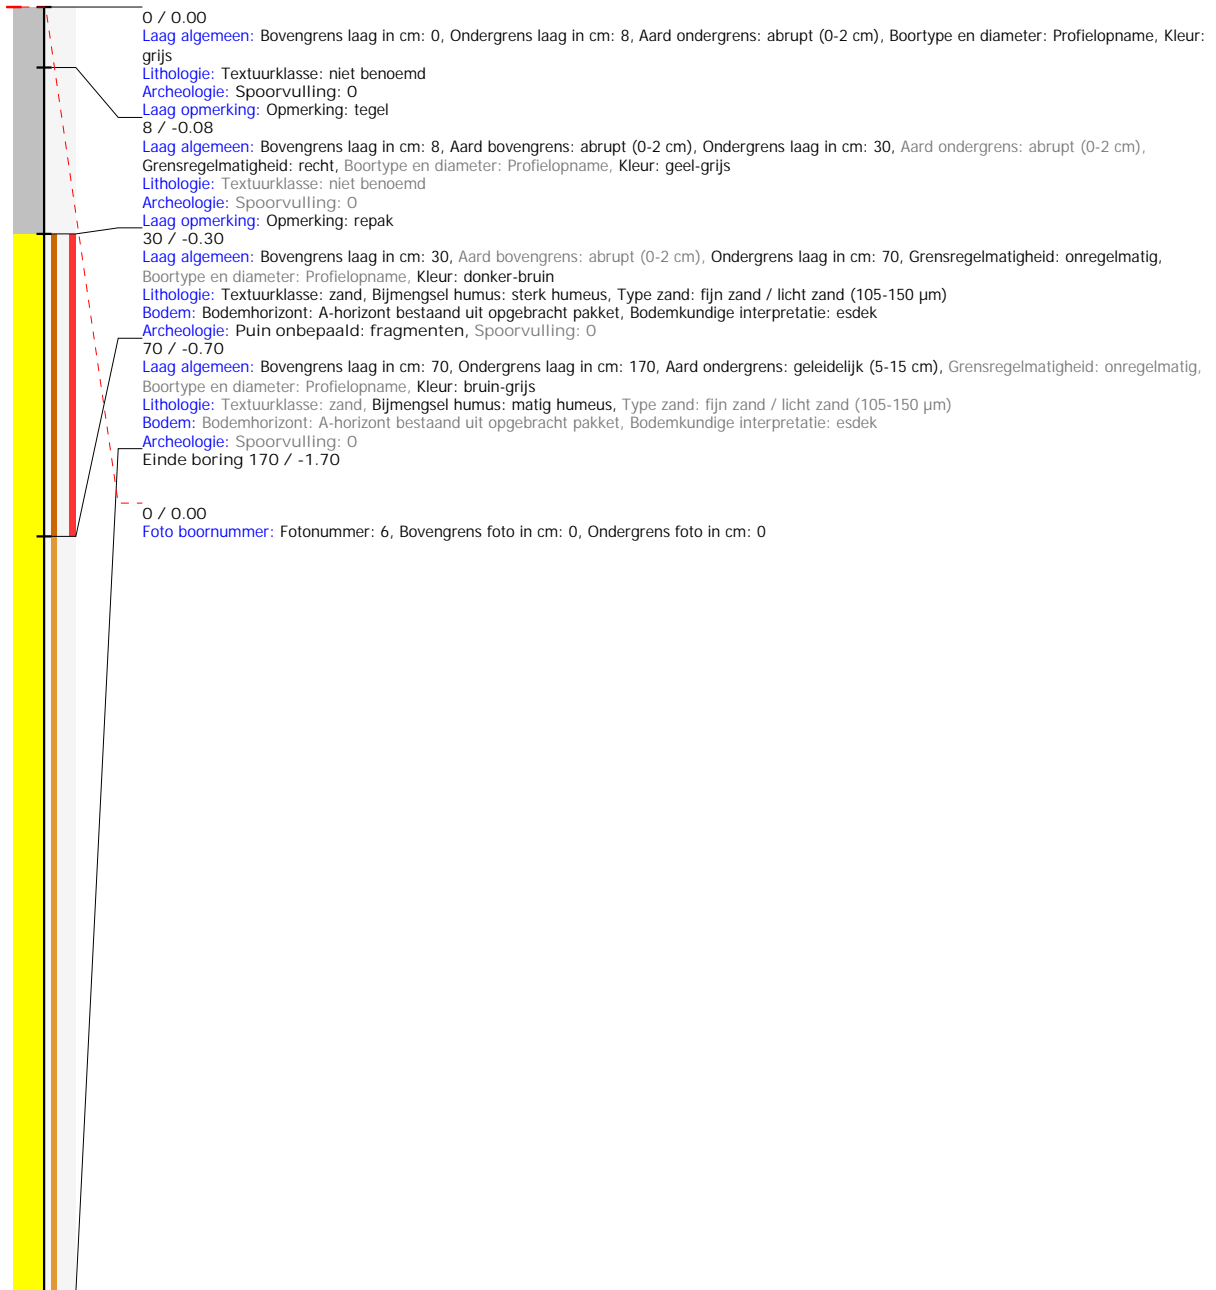 0 / 0.00
Laag algemeen: Bovengrens laag in cm: 0, Ondergrens laag in cm: 8, Aard ondergrens: abrupt (0-2 cm), Boortype en diameter: Profielopname, Kleur:
grijs
Lithologie: Textuurklasse: niet benoemd
Archeologie: Spoorvulling: 0
Laag opmerking: Opmerking: tegel
8 / -0.08
Laag algemeen: Bovengrens laag in cm: 8, Aard bovengrens: abrupt (0-2 cm), Ondergrens laag in cm: 30, Aard ondergrens: abrupt (0-2 cm),
Grensregelmatigheid: recht, Boortype en diameter: Profielopname, Kleur: geel-grijs
Lithologie: Textuurklasse: niet benoemd
Archeologie: Spoorvulling: 0
Laag opmerking: Opmerking: repak
30 / -0.30
Laag algemeen: Bovengrens laag in cm: 30, Aard bovengrens: abrupt (0-2 cm), Ondergrens laag in cm: 70, Grensregelmatigheid: onregelmatig,
Boortype en diameter: Profielopname, Kleur: donker-bruin
Lithologie: Textuurklasse: zand, Bijmengsel humus: sterk humeus, Type zand: fijn zand / licht zand (105-150 µm)
Bodem: Bodemhorizont: A-horizont bestaand uit opgebracht pakket, Bodemkundige interpretatie: esdek
Archeologie: Puin onbepaald: fragmenten, Spoorvulling: 0
70 / -0.70
Laag algemeen: Bovengrens laag in cm: 70, Ondergrens laag in cm: 170, Aard ondergrens: geleidelijk (5-15 cm), Grensregelmatigheid: onregelmatig,
Boortype en diameter: Profielopname, Kleur: bruin-grijs
Lithologie: Textuurklasse: zand, Bijmengsel humus: matig humeus, Type zand: fijn zand / licht zand (105-150 µm)
Bodem: Bodemhorizont: A-horizont bestaand uit opgebracht pakket, Bodemkundige interpretatie: esdek
Archeologie: Spoorvulling: 0
Einde boring 170 / -1.70
0 / 0.00
Foto boornummer: Fotonummer: 6, Bovengrens foto in cm: 0, Ondergrens foto in cm: 0